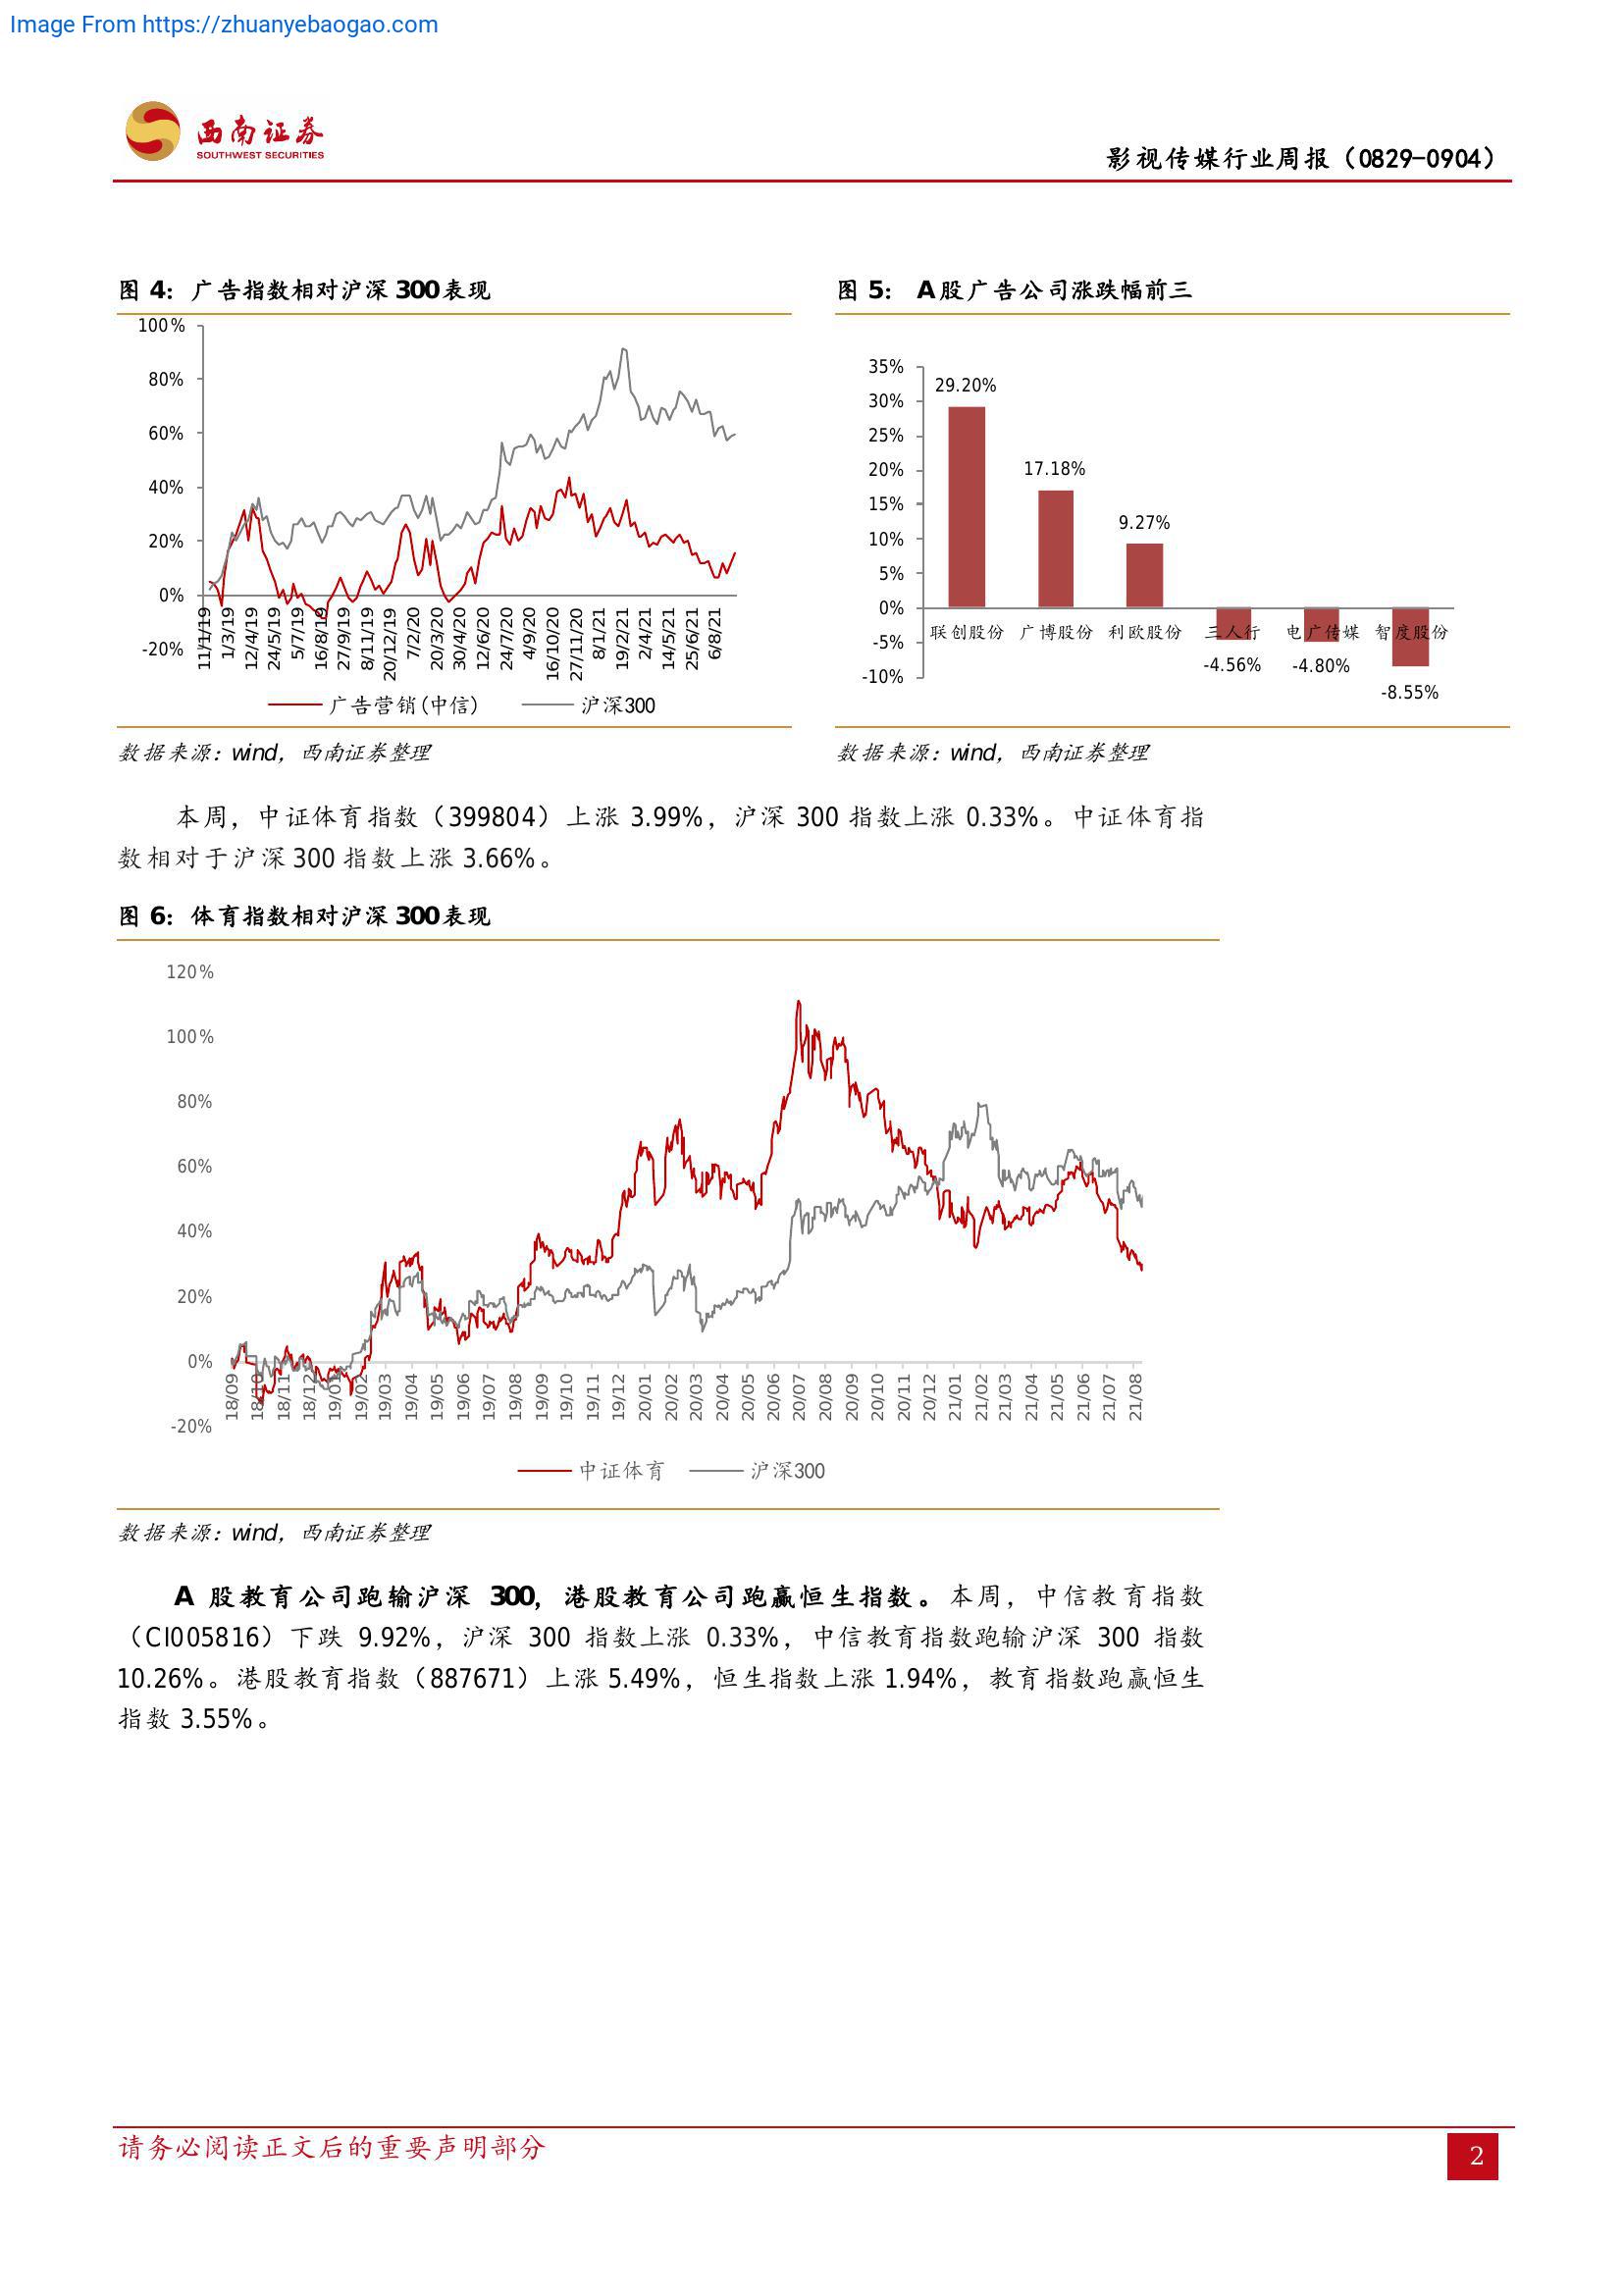 Image From https://zhuanyebaogao.com
西南证券
SOUTHWEST SECURITIES
影视传媒行业周报（0829-0904）
图 4：广告指数相对沪深 300 表现
100%
80%
60%
40%
20%
0%
-20%
11/1/19 1/3/19 12/4/19 24/5/19 5/7/19 16/8/19 27/9/19 8/11/19 20/12/19 7/2/20 20/3/20 30/4/20 12/6/20 24/7/20 4/9/20 16/10/20 27/11/20 8/1/21 19/2/21 2/4/21 14/5/21 25/6/21 6/8/21
广告营销(中信) 沪深300
数据来源：wind，西南证券整理
图 5： A 股广告公司涨跌幅前三
35%
30%
25%
20%
15%
10%
5%
0%
-5%
-10%
29.20%
17.18%
9.27%
联创股份 广博股份 利欧股份 三人行 电广传媒 智度股份
-4.56% -4.80%
-8.55%
数据来源：wind，西南证券整理
本周，中证体育指数（399804）上涨 3.99%，沪深 300 指数上涨 0.33%。中证体育指
数相对于沪深 300 指数上涨 3.66%。
图 6：体育指数相对沪深 300 表现
120%
100%
80%
60%
40%
20%
0%
-20%
18/09 18/10 18/11 18/12 19/01 19/02 19/03 19/04 19/05 19/06 19/07 19/08 19/09 19/10 19/11 19/12 20/01 20/02 20/03 20/04 20/05 20/06 20/07 20/08 20/09 20/10 20/11 20/12 21/01 21/02 21/03 21/04 21/05 21/06 21/07 21/08
中证体育 沪深300
数据来源：wind，西南证券整理
A 股教育公司跑输沪深 300，港股教育公司跑赢恒生指数。本周，中信教育指数
（CI005816）下跌 9.92%，沪深 300 指数上涨 0.33%，中信教育指数跑输沪深 300 指数
10.26%。港股教育指数（887671）上涨 5.49%，恒生指数上涨 1.94%，教育指数跑赢恒生
指数 3.55%。
请务必阅读正文后的重要声明部分
2